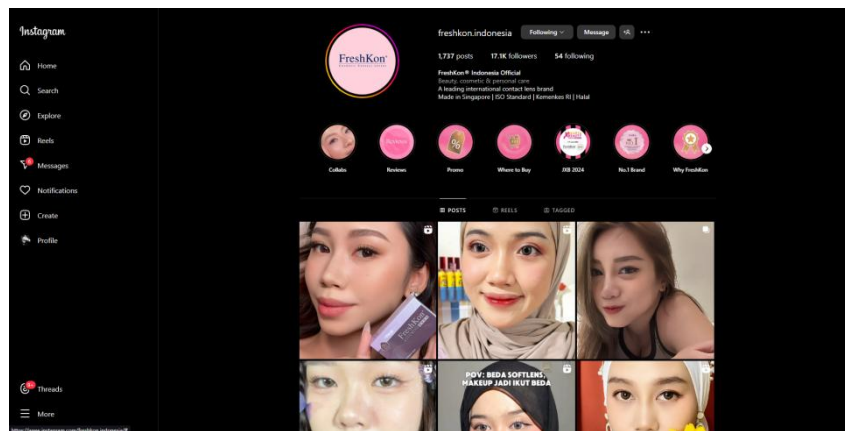 Instagram
Home
Search
Explore
Reels
Messages
Notifications
Create
Profile
Threads
More
freshkon.indonesia Following Message
1,737 posts 17.1K followers 54 following
FreshKon® Indonesia Official
Beauty, cosmetic & personal care
A leading international contact lens brand
Made in Singapore | ISO Standard | Kemenkes RI | Halal
FreshKon
Collabs Reviews Promo Where to Buy JXB 2024 No.1 Brand Why FreshKon
POSTS REELS TAGGED
FreshKon
POV: BEDA SOFTLENS,
MAKEUP JADI IKUT BEDA